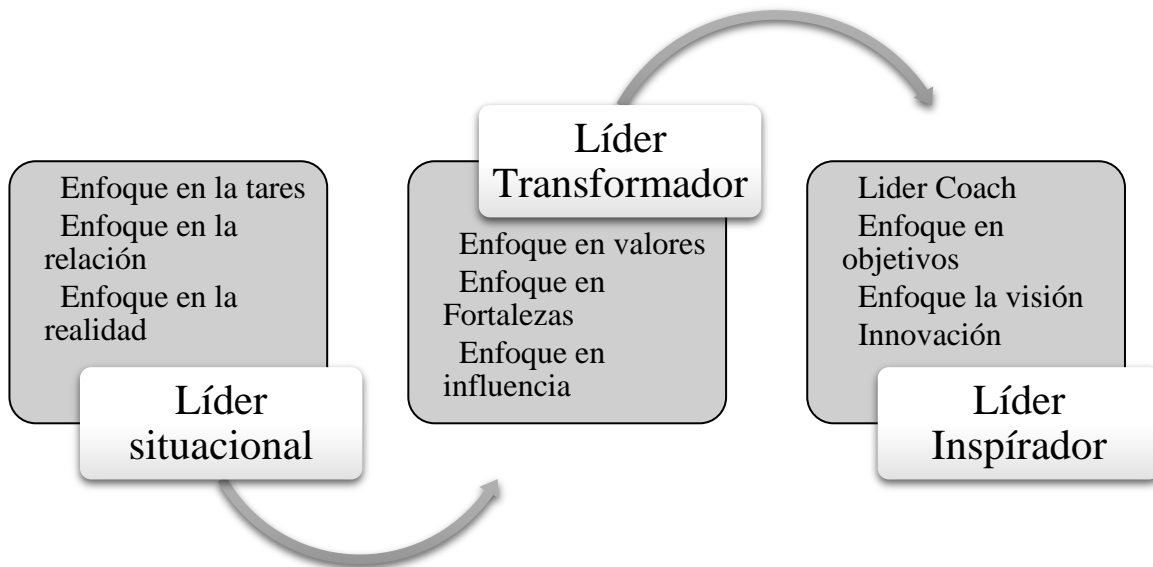 Enfoque en la tares
Enfoque en la
relación
Enfoque en la
realidad
Líder
situacional
Líder
Transformador
Enfoque en valores
Enfoque en
Fortalezas
Enfoque en
influencia
Lider Coach
Enfoque en
objetivos
Enfoque la visión
Innovación
Líder
Inspírador